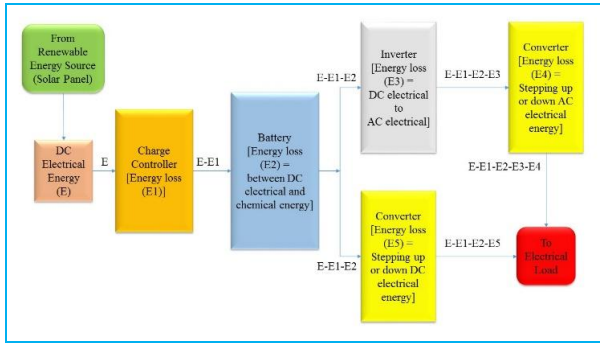 From
Renewable
Energy Source
(Solar Panel)
DC
Electrical
Energy
(E)
E
Charge
Controller
[Energy loss
(E1)]
E-E1
Battery
[Energy loss
(E2) =
between DC
electrical and
chemical energy]
E-E1-E2
Inverter
[Energy loss
(E3) =
DC electrical
to
AC electrical]
E-E1-E2-E3
Converter
[Energy loss
(E4) =
Stepping up
or down AC
electrical
energy]
E-E1-E2-E3-E4
E-E1-E2
Converter
[Energy loss
(E5) =
Stepping up
or down DC
electrical
energy]
E-E1-E2-E5
To
Electrical
Load